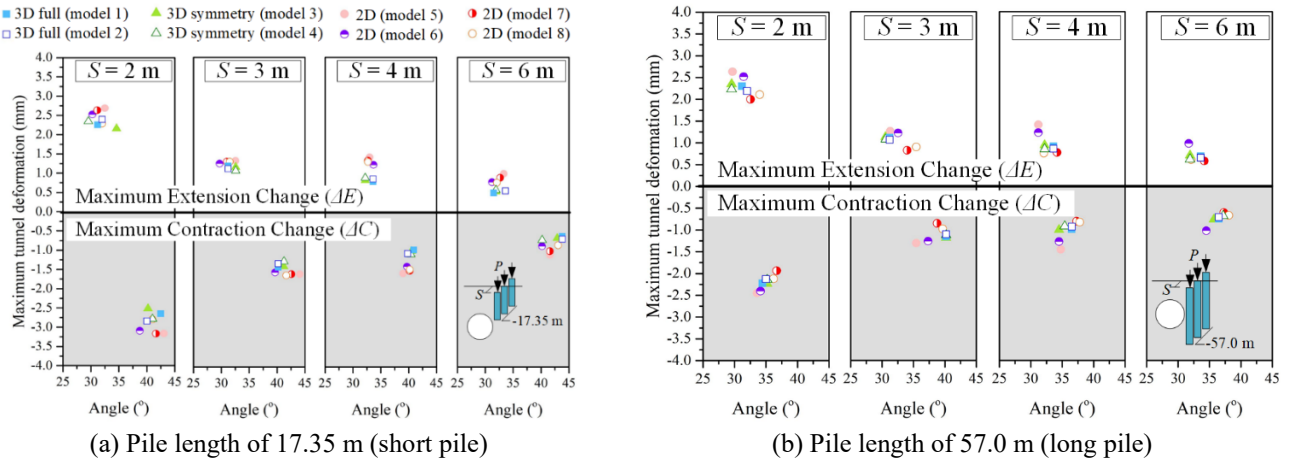 3D full (model 1) 3D symmetry (model 3) 2D (model 5) 2D (model 7)
3D full (model 2) 3D symmetry (model 4) 2D (model 6) 2D (model 8)
Maximum tunnel deformation (mm)
4.0
3.5
3.0
2.5
2.0
1.5
1.0
0.5
0.0
-0.5
-1.0
-1.5
-2.0
-2.5
-3.0
-3.5
-4.0
S = 2 m S = 3 m S = 4 m S = 6 m
Maximum Extension Change (ΔE)
Maximum Contraction Change (ΔC)
P
S
-17.35 m
25 30 35 40 45 25 30 35 40 45 25 30 35 40 45 25 30 35 40 45
Angle (°) Angle (°) Angle (°) Angle (°)
(a) Pile length of 17.35 m (short pile)
Maximum tunnel deformation (mm)
4.0
3.5
3.0
2.5
2.0
1.5
1.0
0.5
0.0
-0.5
-1.0
-1.5
-2.0
-2.5
-3.0
-3.5
-4.0
S = 2 m S = 3 m S = 4 m S = 6 m
Maximum Extension Change (ΔE)
Maximum Contraction Change (ΔC)
P
S
-57.0 m
25 30 35 40 45 25 30 35 40 45 25 30 35 40 45 25 30 35 40 45
Angle (°) Angle (°) Angle (°) Angle (°)
(b) Pile length of 57.0 m (long pile)